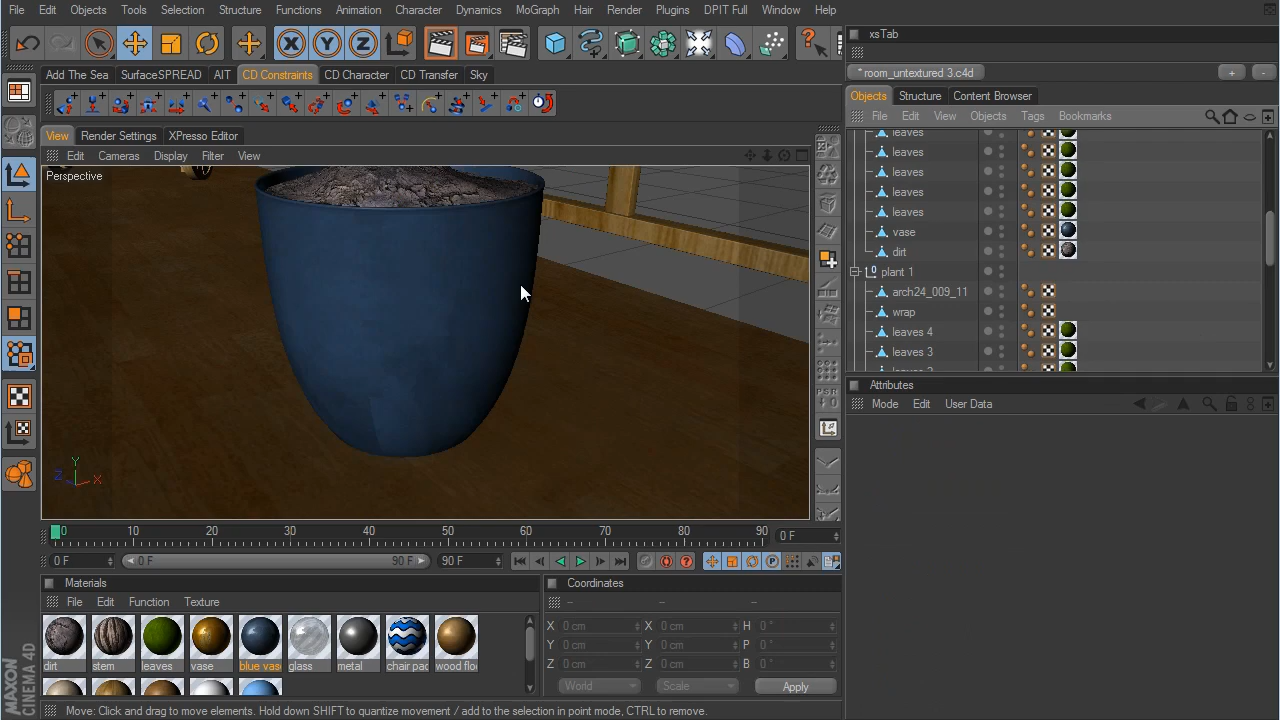 File Edit Objects Tools Selection Structure Functions Animation Character Dynamics MoGraph Hair Render Plugins DPIT Full Window Help
xsTab
* room_untextured 3.c4d
Add The Sea SurfaceSPREAD AIT CD Constraints CD Character CD Transfer Sky
Objects Structure Content Browser
File Edit View Objects Tags Bookmarks
View Render Settings XPresso Editor
Edit Cameras Display Filter View
Perspective
leaves
leaves
leaves
leaves
leaves
vase
dirt
plant 1
arch24_009_11
wrap
leaves 4
leaves 3
Attributes
Mode Edit User Data
Y
Z X
0 10 20 30 40 50 60 70 80 90 0 F
0 F 0 F 90 F 90 F
Materials
File Edit Function Texture
dirt stem leaves vase blue vase glass metal chair pad wood floo
Coordinates
X 0 cm X 0 cm H 0 °
Y 0 cm Y 0 cm P 0 °
Z 0 cm Z 0 cm B 0 °
World Scale Apply
MAXON
CINEMA 4D
Move: Click and drag to move elements. Hold down SHIFT to quantize movement / add to the selection in point mode, CTRL to remove.